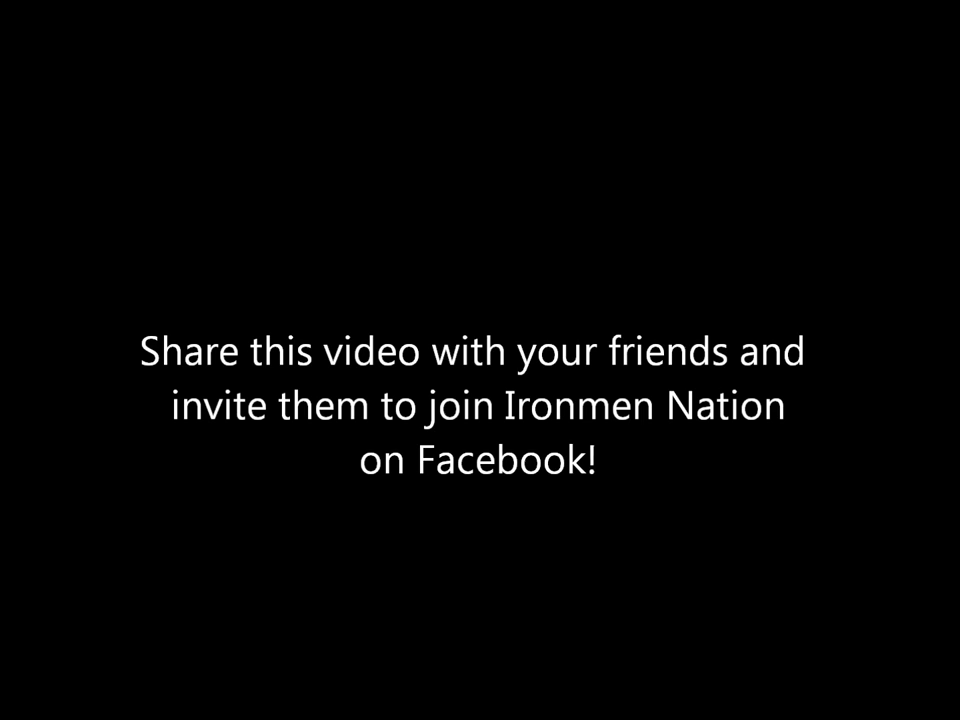 Share this video with your friends and
invite them to join Ironmen Nation
on Facebook!